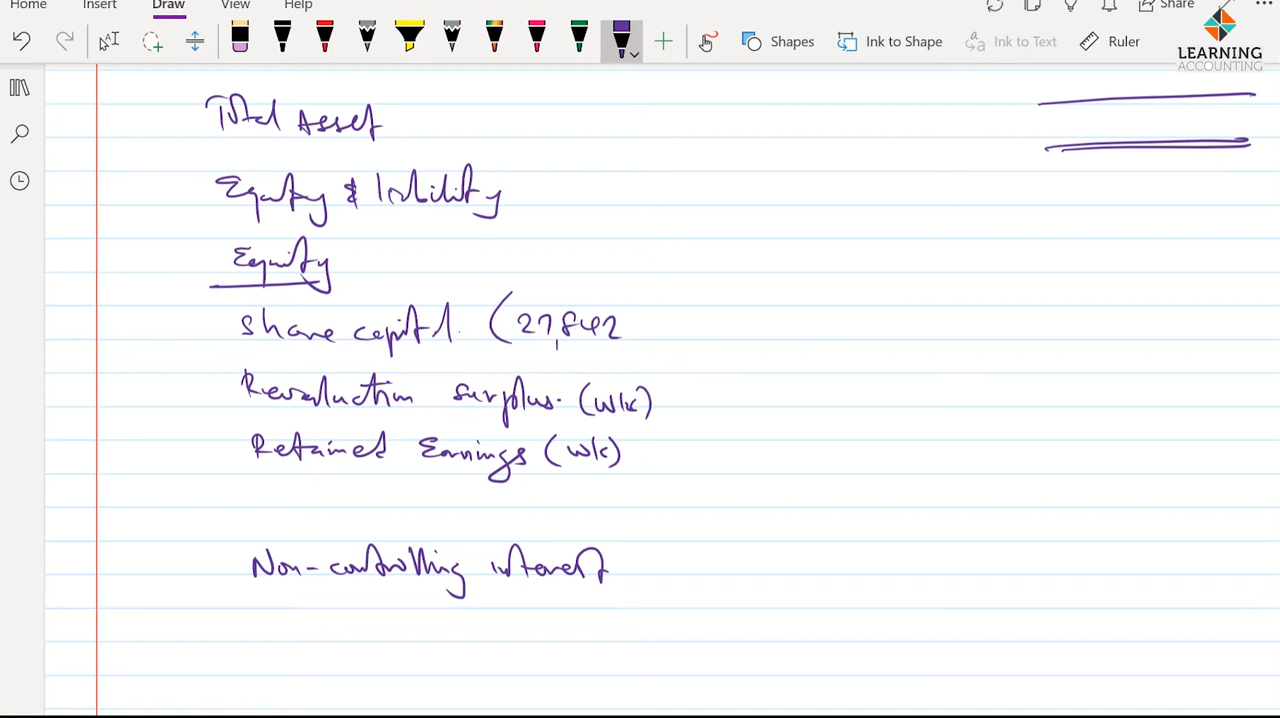 Home Insert Draw View Help Share
Shapes Ink to Shape Ink to Text Ruler
LEARNING
ACCOUNTING
Total Asset
Equity & Liability
Equity
Share capital. (27,842
Revaluation surplus. (wk)
Retained Earnings (wk)
Non-controlling interest